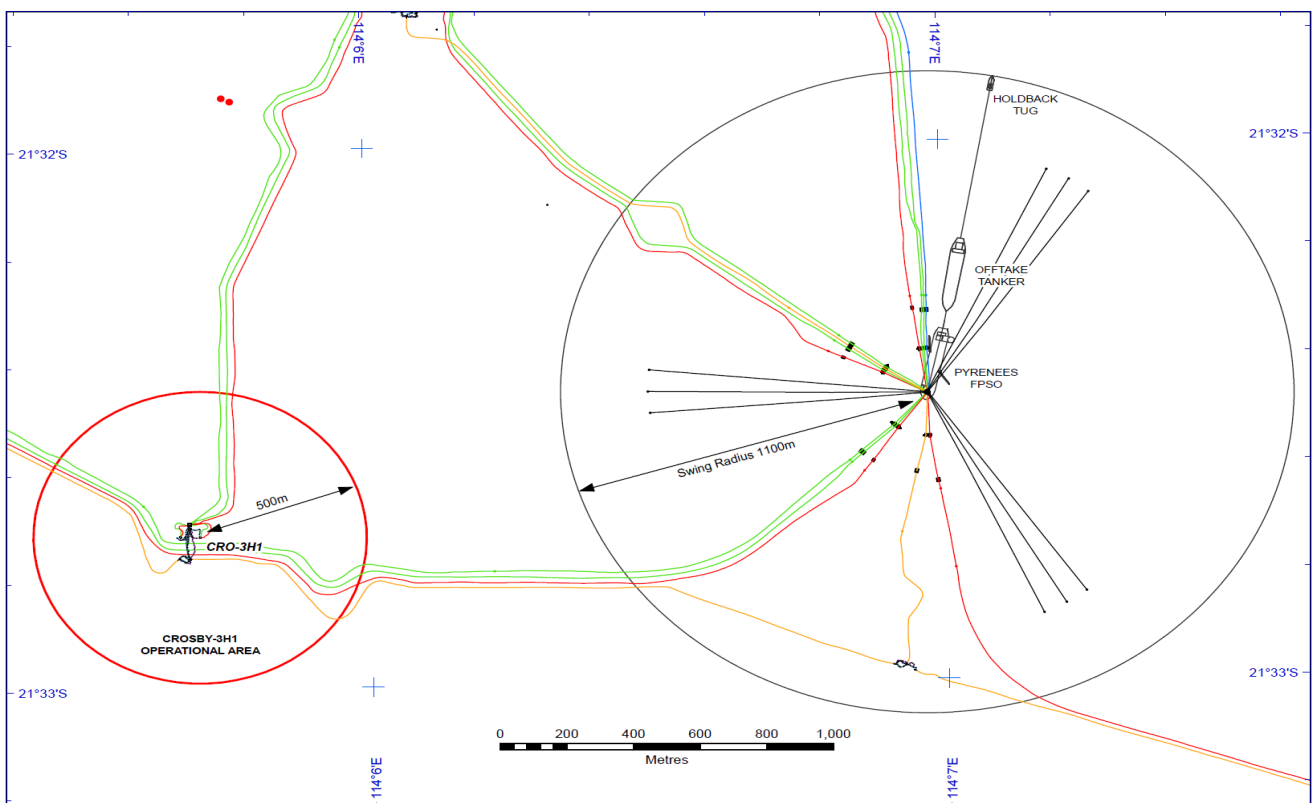 114°6'E
114°7'E
HOLDBACK
TUG
21°32'S
21°32'S
OFFTAKE
TANKER
PYRENEES
FPSO
Swing Radius 1100m
500m
CRO-3H1
CROSBY-3H1
OPERATIONAL AREA
21°33'S
21°33'S
0 200 400 600 800 1,000
Metres
114°6'E
114°7'E